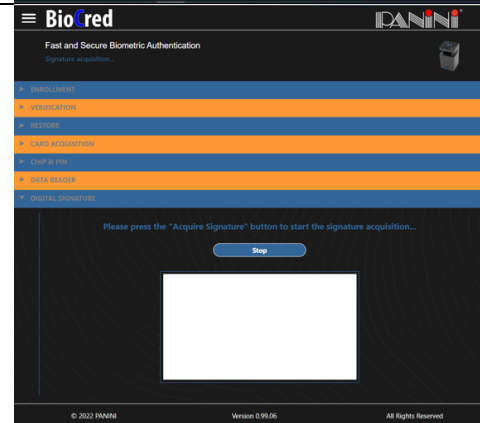 BioCred
PANINI
Fast and Secure Biometric Authentication
Signature acquisition...
ENROLLMENT
VERIFICATION
RESTORE
CARD ACQUISITION
CHIP & PIN
DATA READER
DIGITAL SIGNATURE
Please press the "Acquire Signature" button to start the signature acquisition...
Stop
© 2022 PANINI
Version 0.99.06
All Rights Reserved